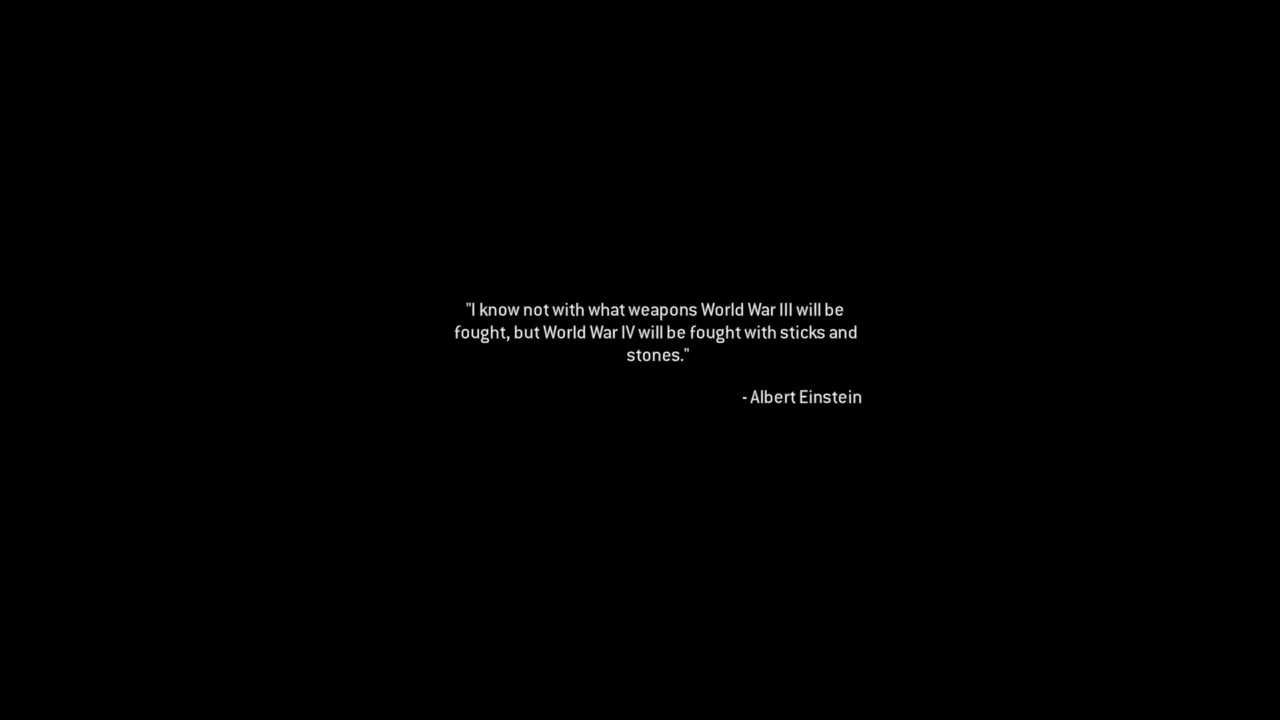 "I know not with what weapons World War III will be
fought, but World War IV will be fought with sticks and
stones."
- Albert Einstein